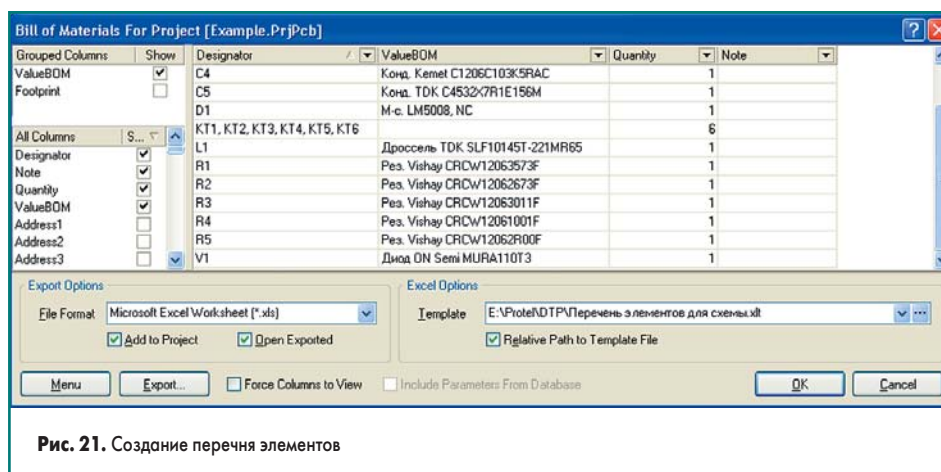 Bill of Materials For Project [Example.PrjPcb]
Grouped Columns Show
ValueBOM
Footprint
All Columns S...
Designator
Note
Quantity
ValueBOM
Address1
Address2
Address3
Designator ValueBOM Quantity Note
C4 Конд. Kemet C1206C103K5RAC 1
C5 Конд. TDK C4532X7R1E156M 1
D1 М-с. LM5008, NC 1
KT1, KT2, KT3, KT4, KT5, KT6 6
L1 Дроссель TDK SLF10145T-221MR65 1
R1 Рез. Vishay CRCW12063573F 1
R2 Рез. Vishay CRCW12062673F 1
R3 Рез. Vishay CRCW12063011F 1
R4 Рез. Vishay CRCW12061001F 1
R5 Рез. Vishay CRCW12062R00F 1
V1 Диод ON Semi MURA110T3 1
Export Options
File Format Microsoft Excel Worksheet (*.xls)
Add to Project Open Exported
Excel Options
Template E:\Protel\DTP\Перечень элементов для схемы.xlt
Relative Path to Template File
Menu Export... Force Columns to View Include Parameters From Database OK Cancel
Рис. 21. Создание перечня элементов